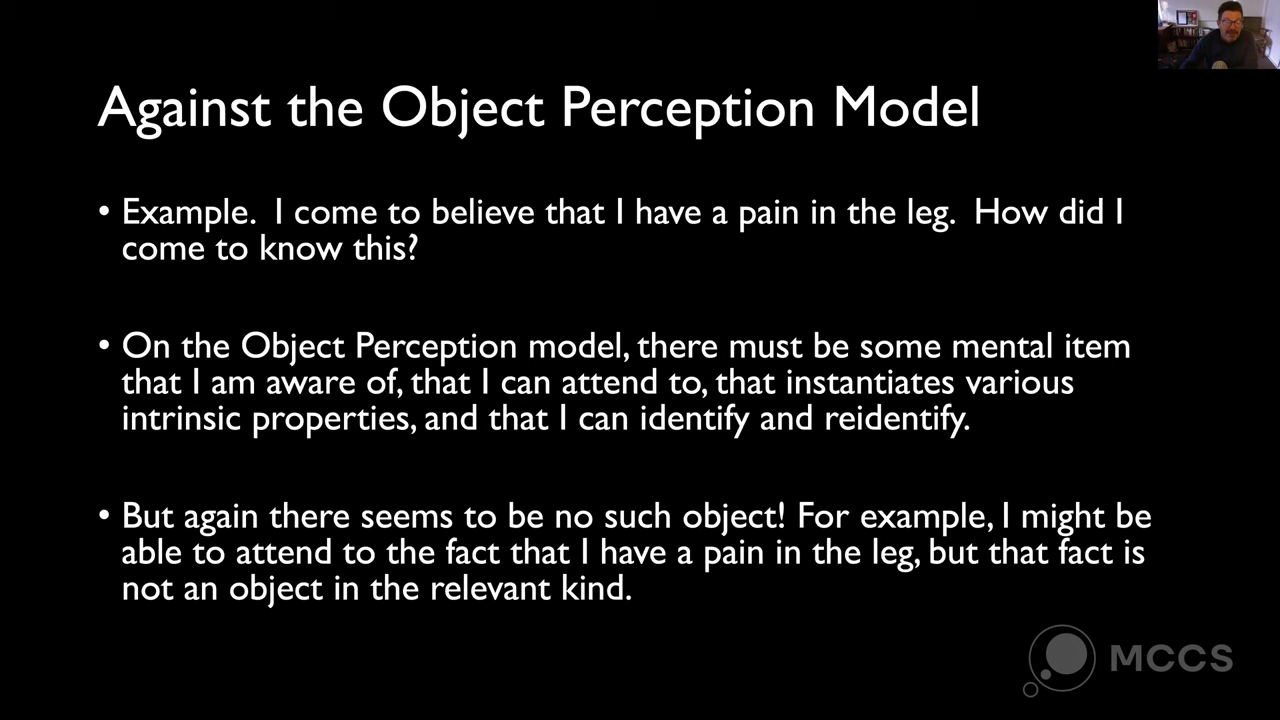 Against the Object Perception Model
• Example.  I come to believe that I have a pain in the leg.  How did I
come to know this?
• On the Object Perception model, there must be some mental item
that I am aware of, that I can attend to, that instantiates various
intrinsic properties, and that I can identify and reidentify.
• But again there seems to be no such object! For example, I might be
able to attend to the fact that I have a pain in the leg, but that fact is
not an object in the relevant kind.
MCCS